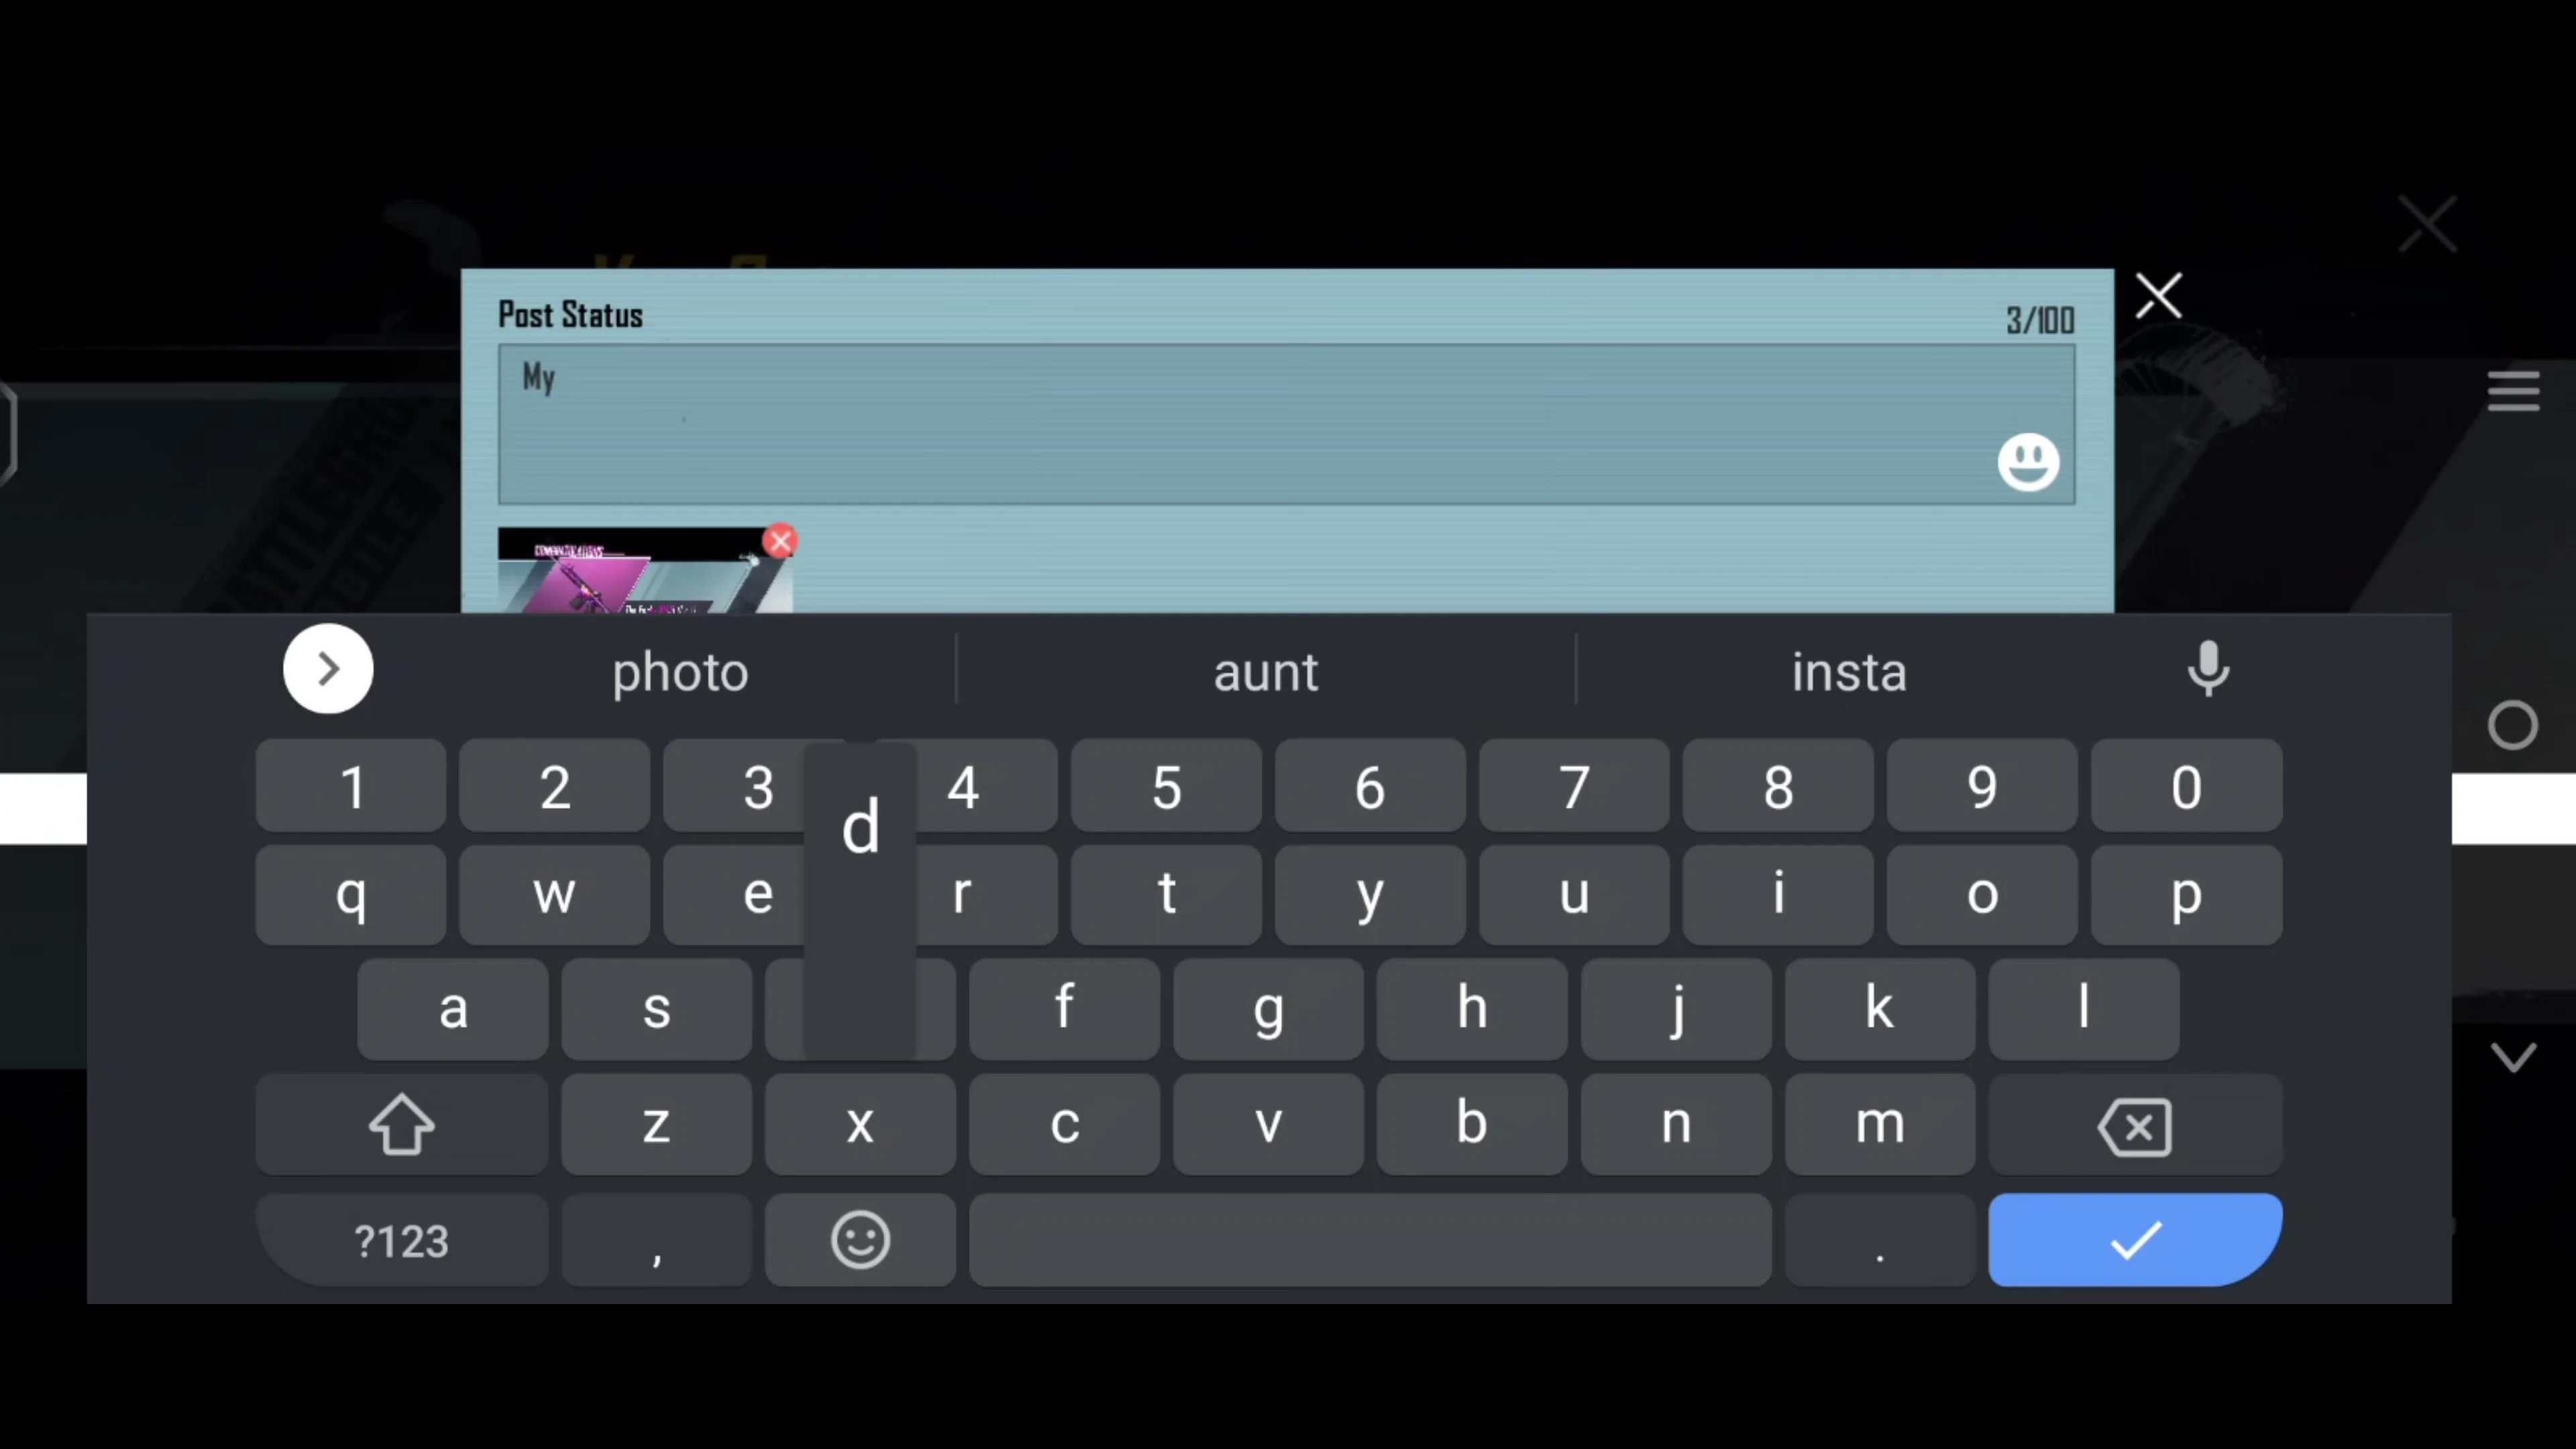 Post Status
3/100
My
photo
aunt
insta
1 2 3 4 5 6 7 8 9 0
q w e r t y u i o p
a s d f g h j k l
z x c v b n m
?123 , .